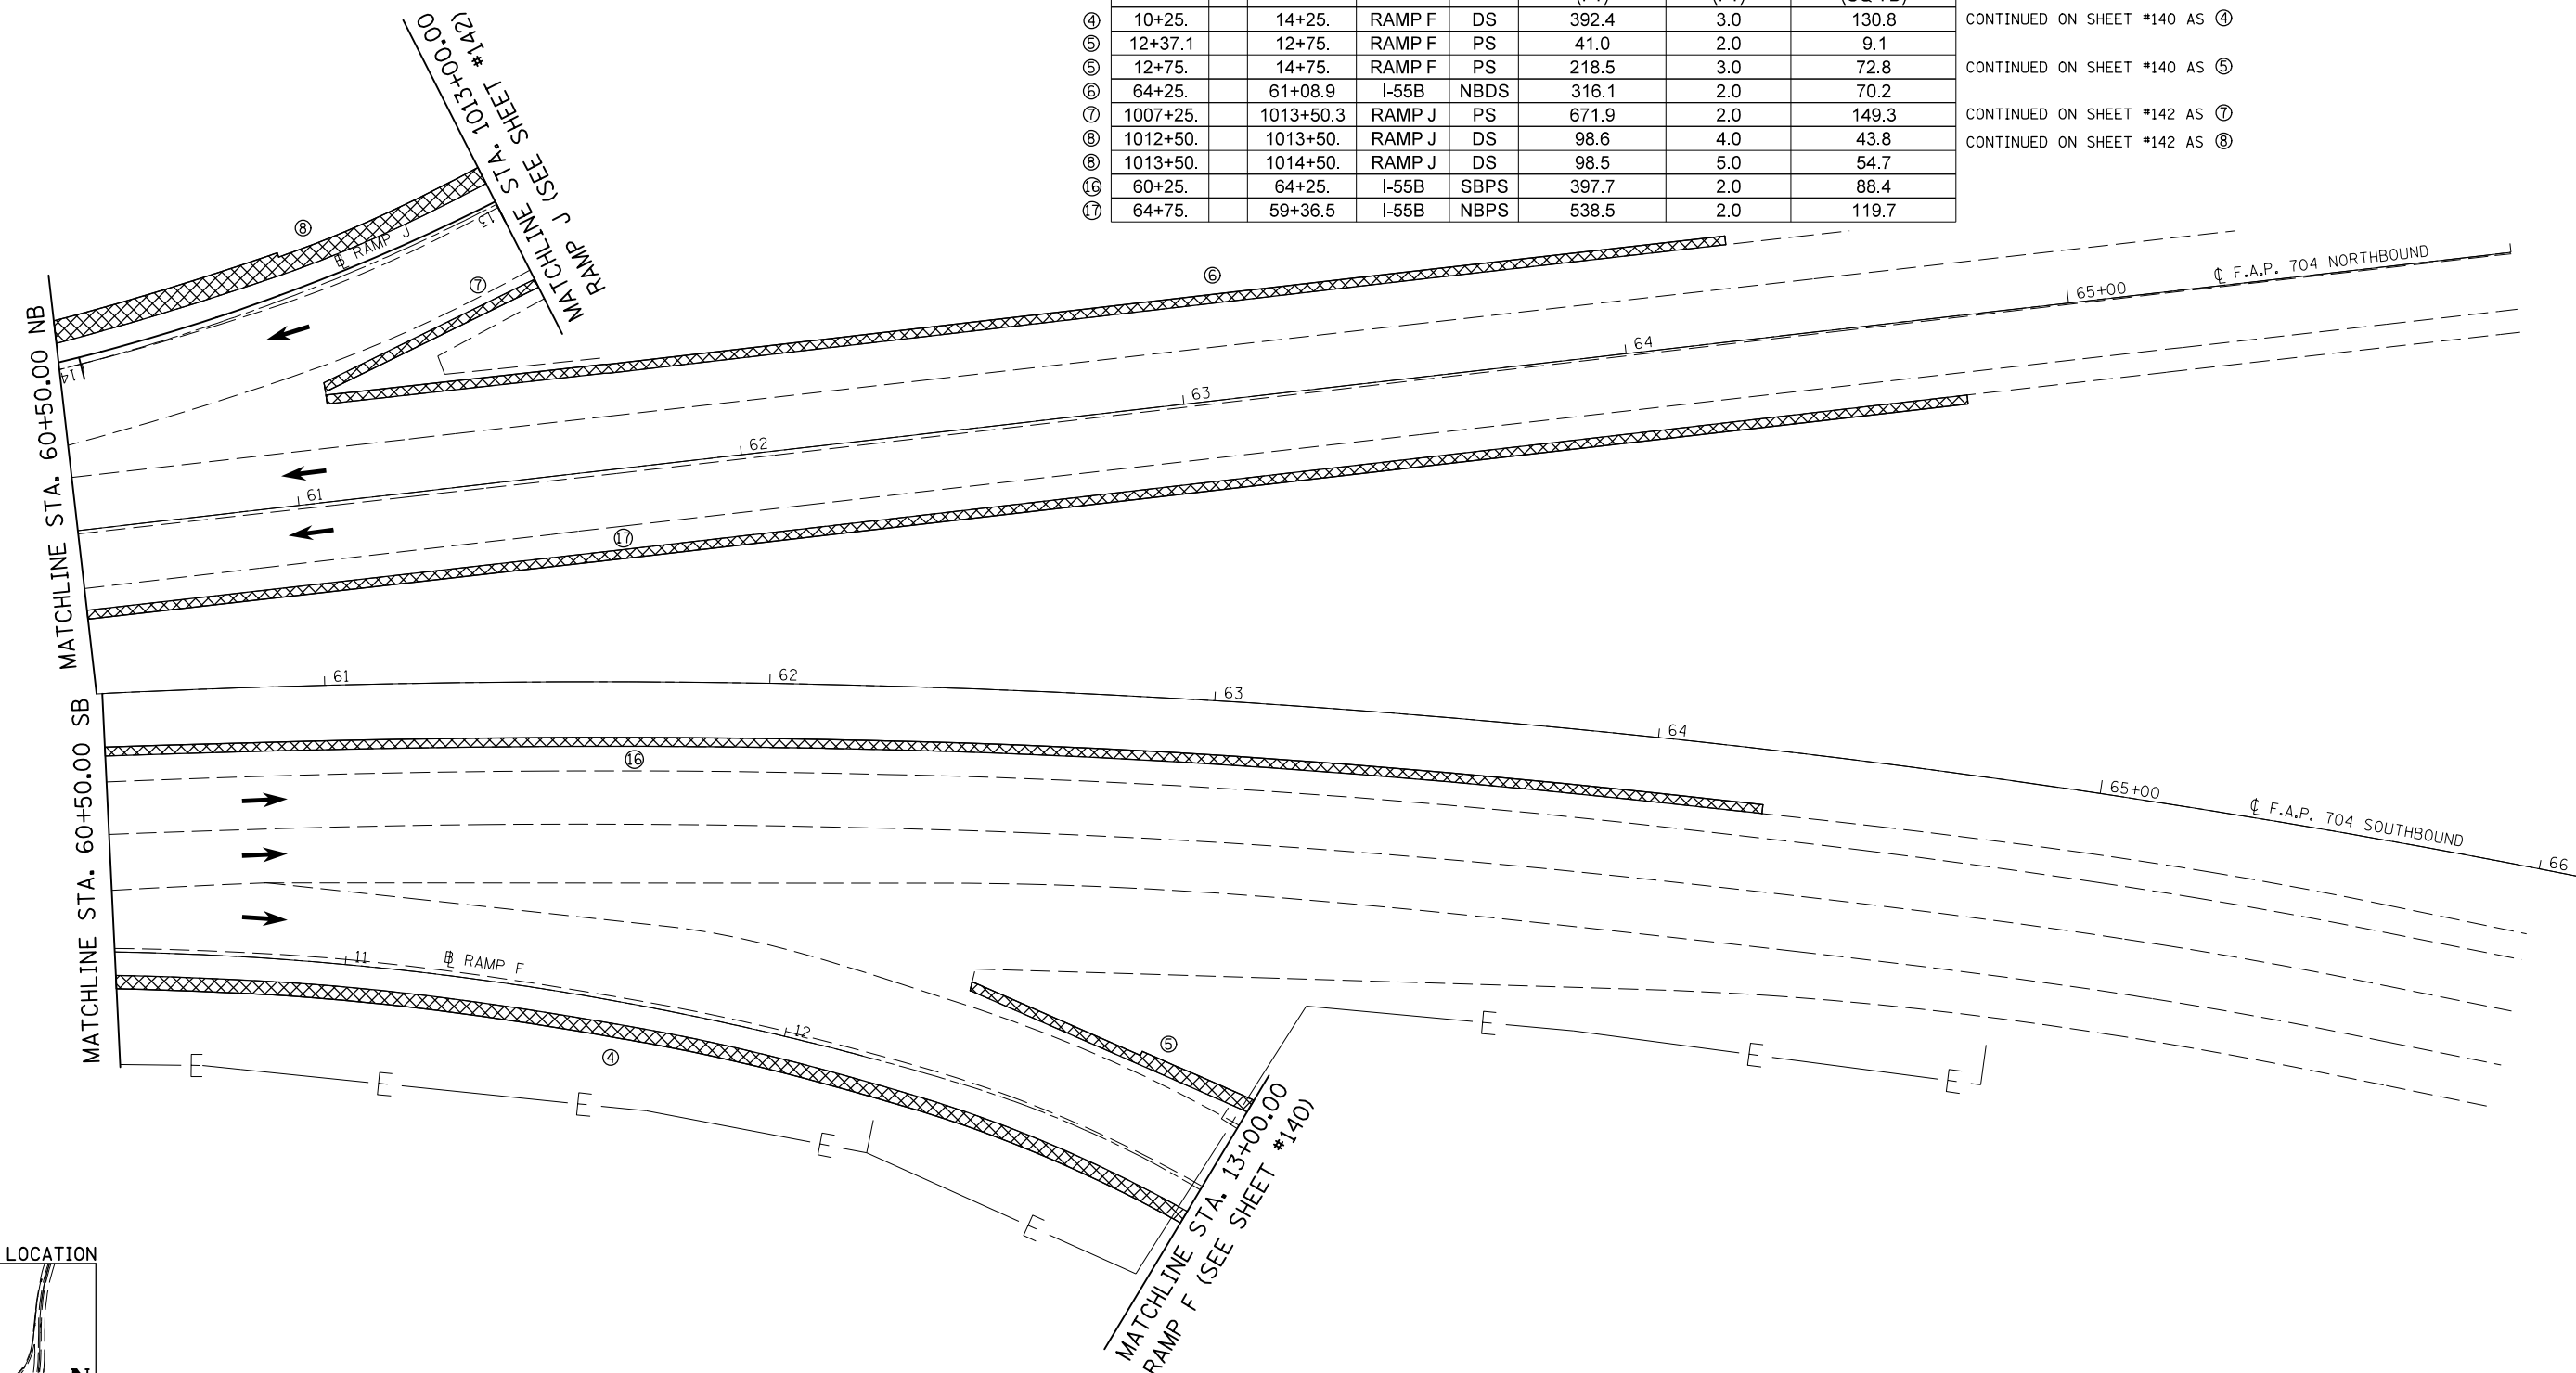 ④ 10+25. 14+25. RAMP F DS 392.4 3.0 130.8 CONTINUED ON SHEET #140 AS ④
⑤ 12+37.1 12+75. RAMP F PS 41.0 2.0 9.1
⑤ 12+75. 14+75. RAMP F PS 218.5 3.0 72.8 CONTINUED ON SHEET #140 AS ⑤
⑥ 64+25. 61+08.9 I-55B NBDS 316.1 2.0 70.2
⑦ 1007+25. 1013+50.3 RAMP J PS 671.9 2.0 149.3 CONTINUED ON SHEET #142 AS ⑦
⑧ 1012+50. 1013+50. RAMP J DS 98.6 4.0 43.8 CONTINUED ON SHEET #142 AS ⑧
⑧ 1013+50. 1014+50. RAMP J DS 98.5 5.0 54.7
⑯ 60+25. 64+25. I-55B SBPS 397.7 2.0 88.4
⑰ 64+75. 59+36.5 I-55B NBPS 538.5 2.0 119.7
MATCHLINE STA. 1013+00.00
RAMP J (SEE SHEET #142)
⑧
℄ RAMP J
13
⑦
14
⑥
℄ F.A.P. 704 NORTHBOUND
65+00
64
63
62
61
⑰
MATCHLINE STA. 60+50.00 NB
61
62
63
64
65+00
℄ F.A.P. 704 SOUTHBOUND
66
⑯
MATCHLINE STA. 60+50.00 SB
11
RAMP F
12
④
⑤
E
E
E
E
E
E
E
E
MATCHLINE STA. 13+00.00
RAMP F (SEE SHEET #140)
LOCATION